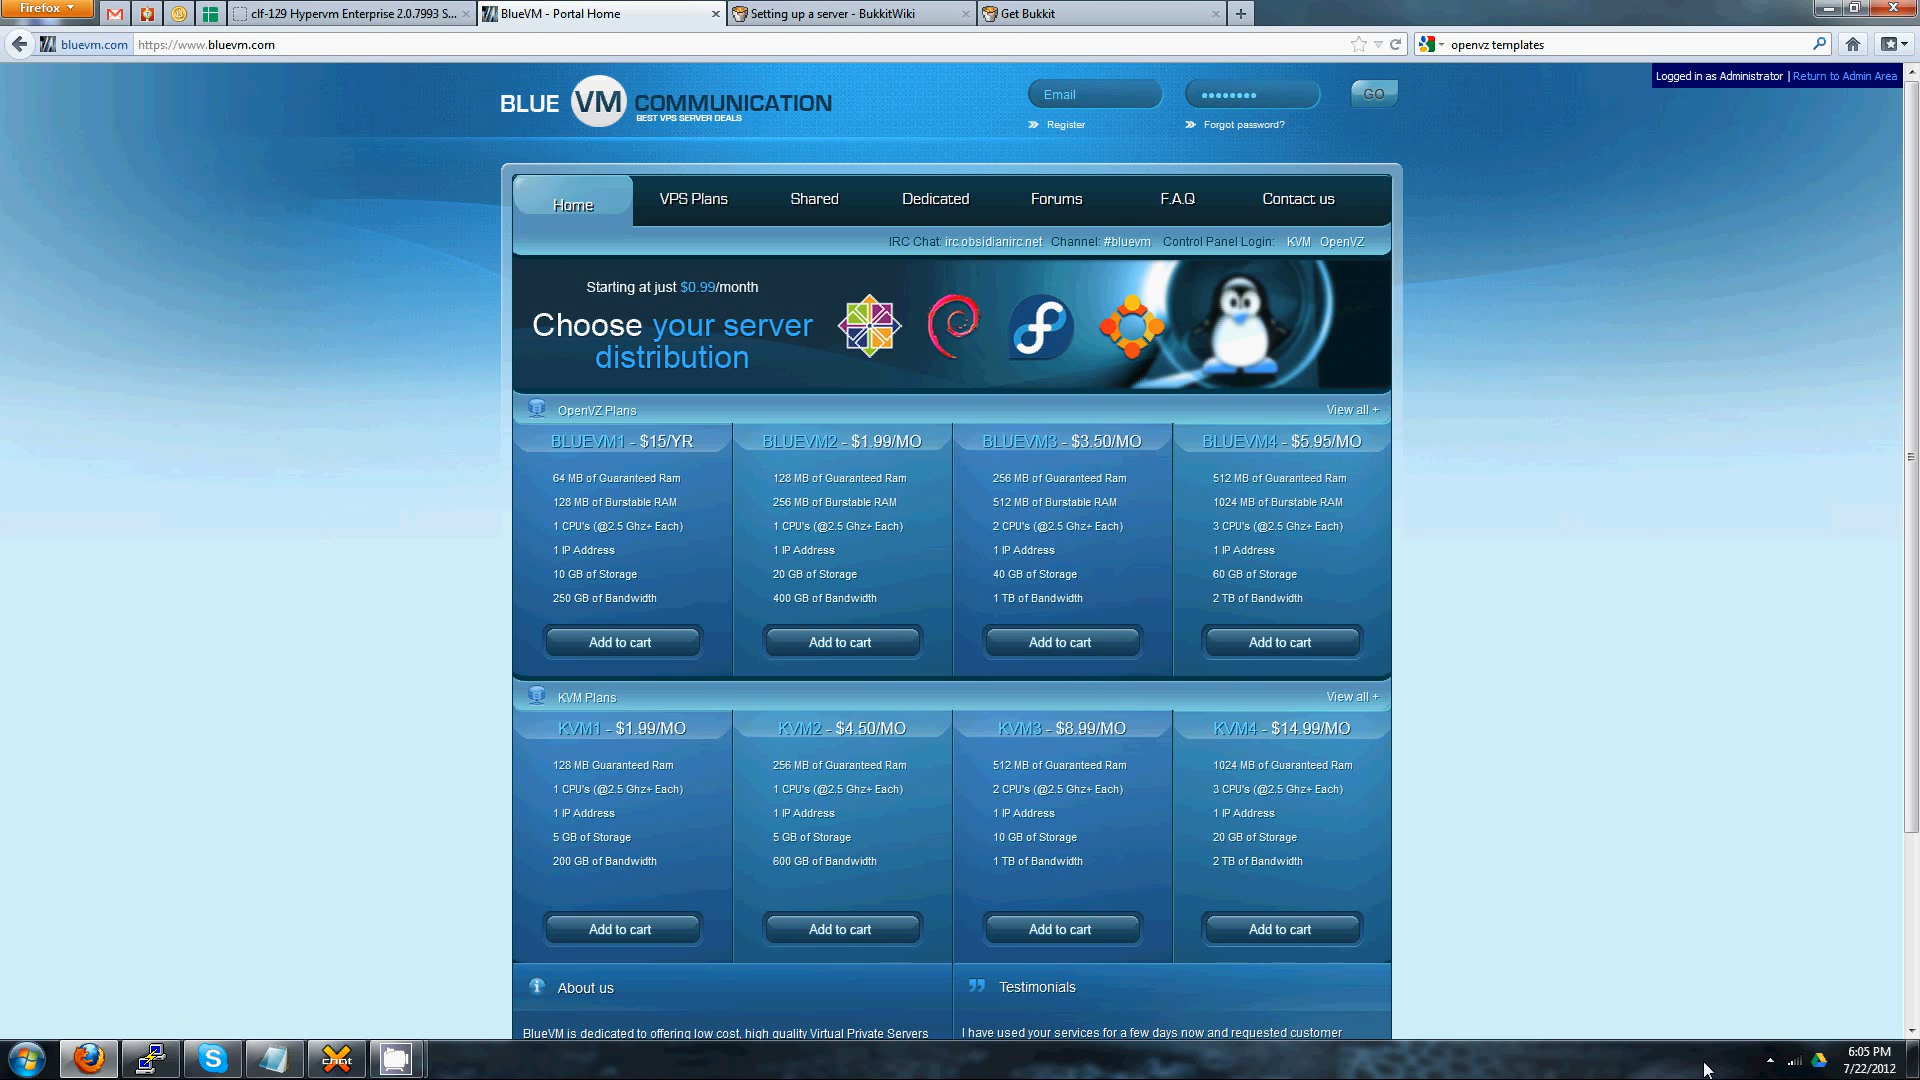 Firefox
clf-129 Hypervm Enterprise 2.0.7993 S...
BlueVM - Portal Home
Setting up a server - BukkitWiki
Get Bukkit
bluevm.com
https://www.bluevm.com
openvz templates
Logged in as Administrator | Return to Admin Area
BLUE VM COMMUNICATION
BEST VPS SERVER DEALS
Email
GO
Register
Forgot password?
Home
VPS Plans
Shared
Dedicated
Forums
F.A.Q
Contact us
IRC Chat: irc.obsidianirc.net Channel: #bluevm Control Panel Login: KVM OpenVZ
Starting at just $0.99/month
Choose your server
distribution
OpenVZ Plans
View all +
BLUEVM1 - $15/YR
64 MB of Guaranteed Ram
128 MB of Burstable RAM
1 CPU's (@2.5 Ghz+ Each)
1 IP Address
10 GB of Storage
250 GB of Bandwidth
Add to cart
BLUEVM2 - $1.99/MO
128 MB of Guaranteed Ram
256 MB of Burstable RAM
1 CPU's (@2.5 Ghz+ Each)
1 IP Address
20 GB of Storage
400 GB of Bandwidth
Add to cart
BLUEVM3 - $3.50/MO
256 MB of Guaranteed Ram
512 MB of Burstable RAM
2 CPU's (@2.5 Ghz+ Each)
1 IP Address
40 GB of Storage
1 TB of Bandwidth
Add to cart
BLUEVM4 - $5.95/MO
512 MB of Guaranteed Ram
1024 MB of Burstable RAM
3 CPU's (@2.5 Ghz+ Each)
1 IP Address
60 GB of Storage
2 TB of Bandwidth
Add to cart
KVM Plans
View all +
KVM1 - $1.99/MO
128 MB Guaranteed Ram
1 CPU's (@2.5 Ghz+ Each)
1 IP Address
5 GB of Storage
200 GB of Bandwidth
Add to cart
KVM2 - $4.50/MO
256 MB of Guaranteed Ram
1 CPU's (@2.5 Ghz+ Each)
1 IP Address
5 GB of Storage
600 GB of Bandwidth
Add to cart
KVM3 - $8.99/MO
512 MB of Guaranteed Ram
2 CPU's (@2.5 Ghz+ Each)
1 IP Address
10 GB of Storage
1 TB of Bandwidth
Add to cart
KVM4 - $14.99/MO
1024 MB of Guaranteed Ram
3 CPU's (@2.5 Ghz+ Each)
1 IP Address
20 GB of Storage
2 TB of Bandwidth
Add to cart
About us
BlueVM is dedicated to offering low cost, high quality Virtual Private Servers
Testimonials
I have used your services for a few days now and requested customer
chat
6:05 PM
7/22/2012